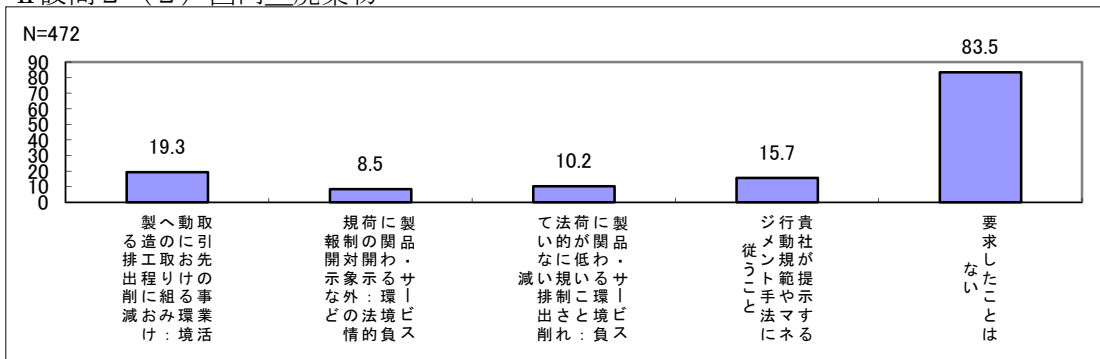 N=472
90
80
70
60
50
40
30
20
10
0
19.3
8.5
10.2
15.7
83.5
取引先の事業活
動における環境
への取り組み:
製造工程におけ
る排出削減
製品・サービス
に関わる環境負
荷の開示:法的
規制対象外の情
報開示など
製品・サービス
に関わる環境負
荷が低いこと:
法的に規制され
ていない排出削
減
貴社が提示する
行動規範やマネ
ジメント手法に
従うこと
要求したことは
ない